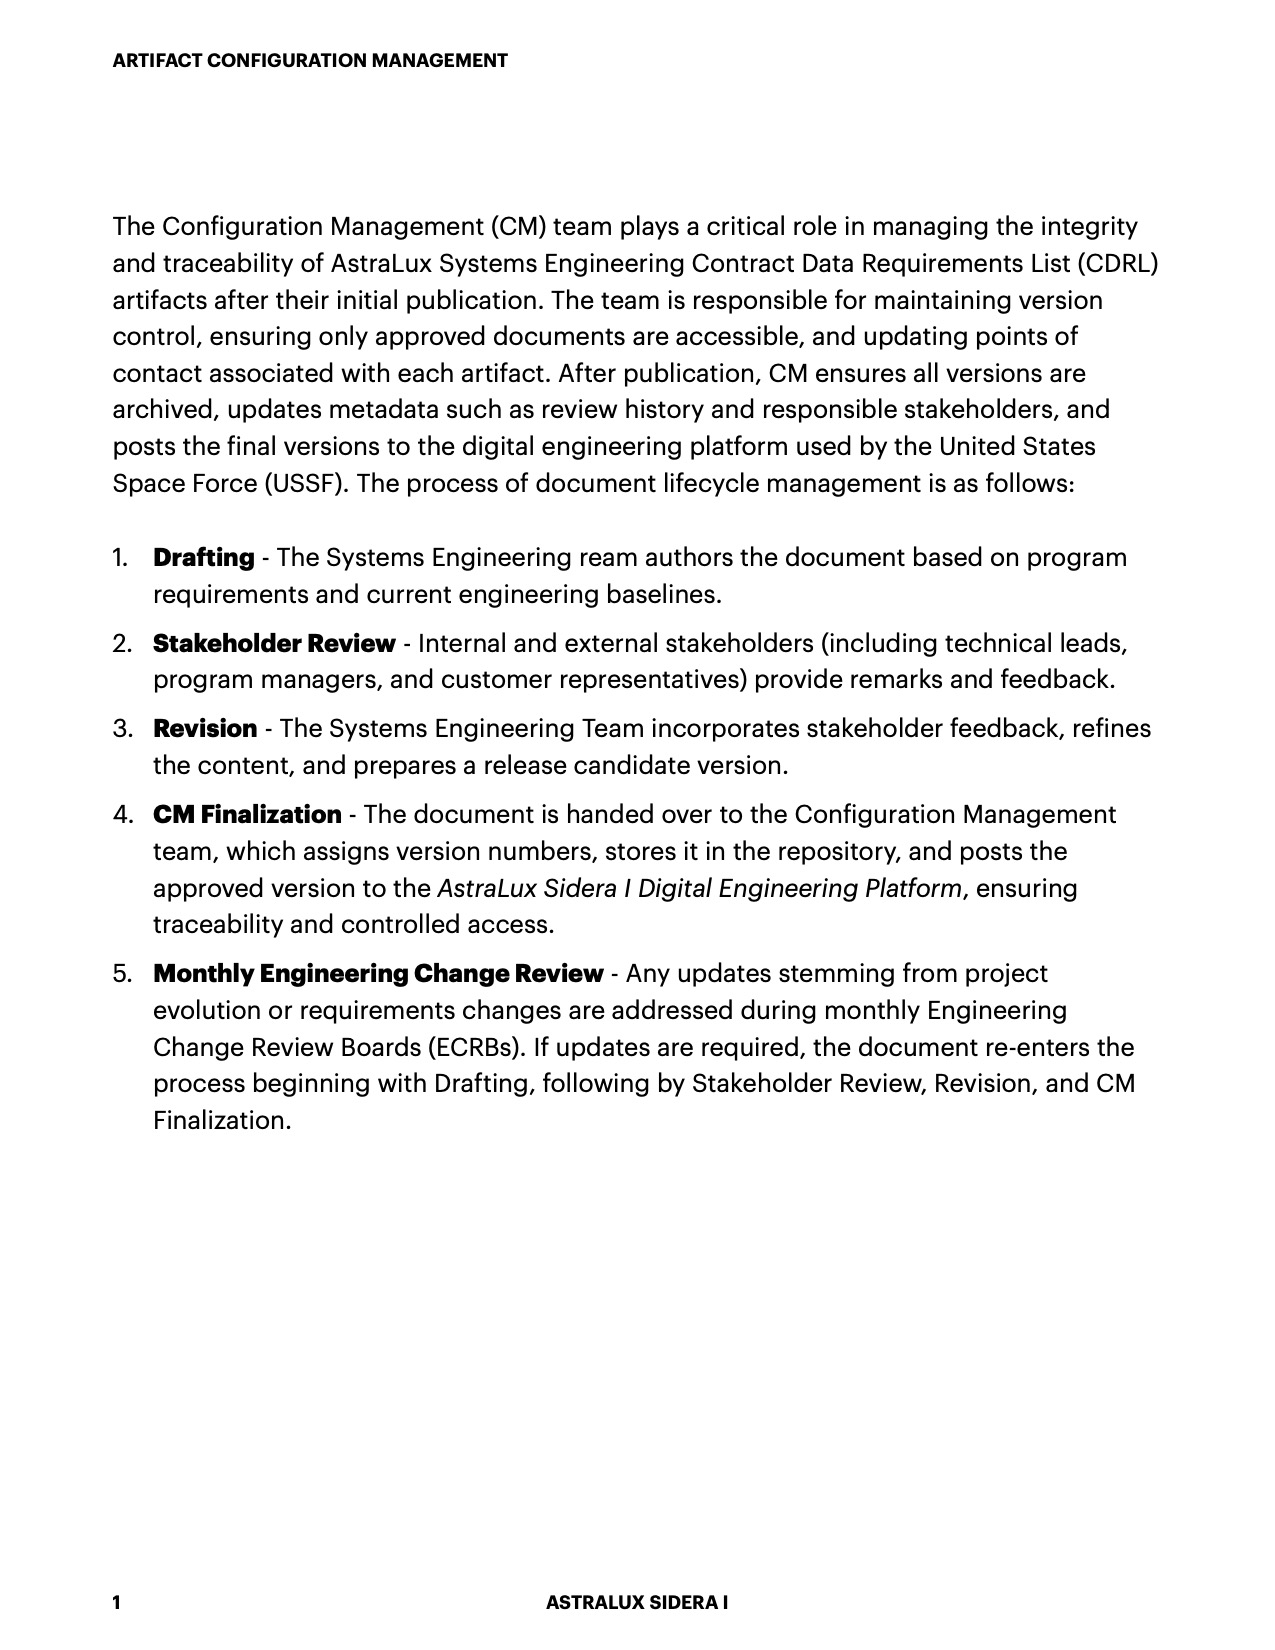 ARTIFACT CONFIGURATION MANAGEMENT
The Configuration Management (CM) team plays a critical role in managing the integrity
and traceability of AstraLux Systems Engineering Contract Data Requirements List (CDRL)
artifacts after their initial publication. The team is responsible for maintaining version
control, ensuring only approved documents are accessible, and updating points of
contact associated with each artifact. After publication, CM ensures all versions are
archived, updates metadata such as review history and responsible stakeholders, and
posts the final versions to the digital engineering platform used by the United States
Space Force (USSF). The process of document lifecycle management is as follows:
1. Drafting - The Systems Engineering ream authors the document based on program
requirements and current engineering baselines.
2. Stakeholder Review - Internal and external stakeholders (including technical leads,
program managers, and customer representatives) provide remarks and feedback.
3. Revision - The Systems Engineering Team incorporates stakeholder feedback, refines
the content, and prepares a release candidate version.
4. CM Finalization - The document is handed over to the Configuration Management
team, which assigns version numbers, stores it in the repository, and posts the
approved version to the AstraLux Sidera I Digital Engineering Platform, ensuring
traceability and controlled access.
5. Monthly Engineering Change Review - Any updates stemming from project
evolution or requirements changes are addressed during monthly Engineering
Change Review Boards (ECRBs). If updates are required, the document re-enters the
process beginning with Drafting, following by Stakeholder Review, Revision, and CM
Finalization.
1 ASTRALUX SIDERA I